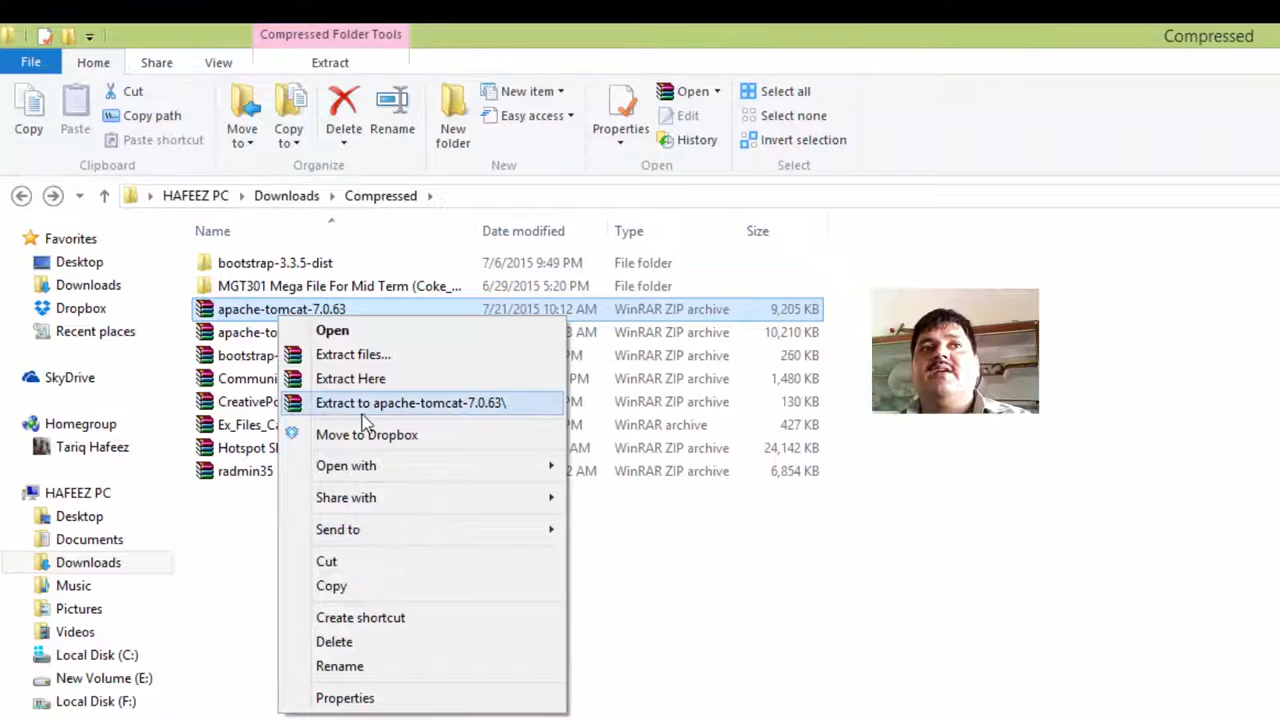 Compressed Folder Tools
Compressed
File Home Share View Extract
Copy
Paste
Cut
Copy path
Paste shortcut
Clipboard
Move to
Copy to
Delete
Rename
Organize
New folder
New item
Easy access
New
Properties
Open
Edit
History
Open
Select all
Select none
Invert selection
Select
HAFEEZ PC Downloads Compressed
Name Date modified Type Size
Favorites
Desktop
Downloads
Dropbox
Recent places
SkyDrive
Homegroup
Tariq Hafeez
HAFEEZ PC
Desktop
Documents
Downloads
Music
Pictures
Videos
Local Disk (C:)
New Volume (E:)
Local Disk (F:)
bootstrap-3.3.5-dist 7/6/2015 9:49 PM File folder
MGT301 Mega File For Mid Term (Coke_... 6/29/2015 5:20 PM File folder
apache-tomcat-7.0.63 7/21/2015 10:12 AM WinRAR ZIP archive 9,205 KB
apache-to AM WinRAR ZIP archive 10,210 KB
bootstrap- PM WinRAR ZIP archive 260 KB
Communi PM WinRAR ZIP archive 1,480 KB
CreativePo PM WinRAR ZIP archive 130 KB
Ex_Files_Ca PM WinRAR archive 427 KB
Hotspot Sh AM WinRAR ZIP archive 24,142 KB
radmin35 2 AM WinRAR ZIP archive 6,854 KB
Open
Extract files...
Extract Here
Extract to apache-tomcat-7.0.63\
Move to Dropbox
Open with
Share with
Send to
Cut
Copy
Create shortcut
Delete
Rename
Properties